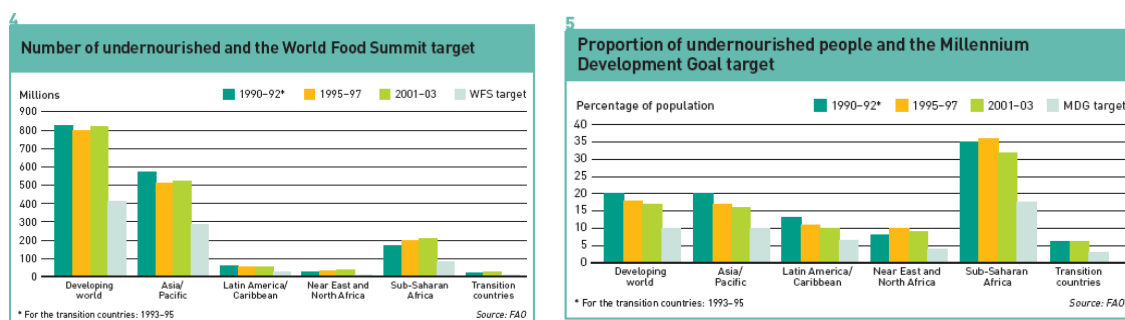 4
Number of undernourished and the World Food Summit target
Millions
1990–92* 1995–97 2001–03 WFS target
900
800
700
600
500
400
300
200
100
0
Developing world
Asia/ Pacific
Latin America/ Caribbean
Near East and North Africa
Sub-Saharan Africa
Transition countries
* For the transition countries: 1993–95
Source: FAO
5
Proportion of undernourished people and the Millennium
Development Goal target
Percentage of population
1990–92* 1995–97 2001–03 MDG target
40
35
30
25
20
15
10
5
0
Developing world
Asia/ Pacific
Latin America/ Caribbean
Near East and North Africa
Sub-Saharan Africa
Transition countries
* For the transition countries: 1993–95
Source: FAO